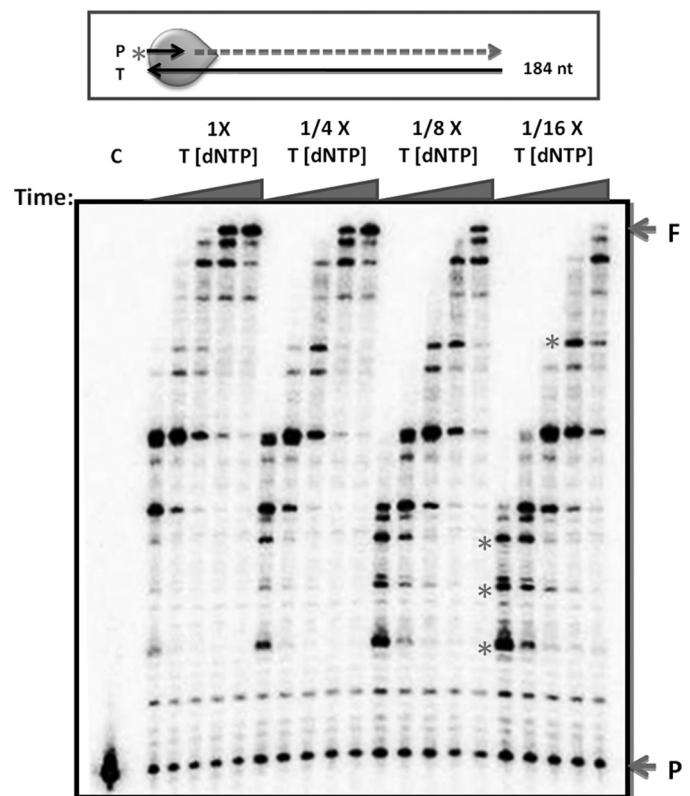 P *
T
184 nt
1X 1/4 X 1/8 X 1/16 X
C T [dNTP] T [dNTP] T [dNTP] T [dNTP]
Time:
F
*
*
*
*
P